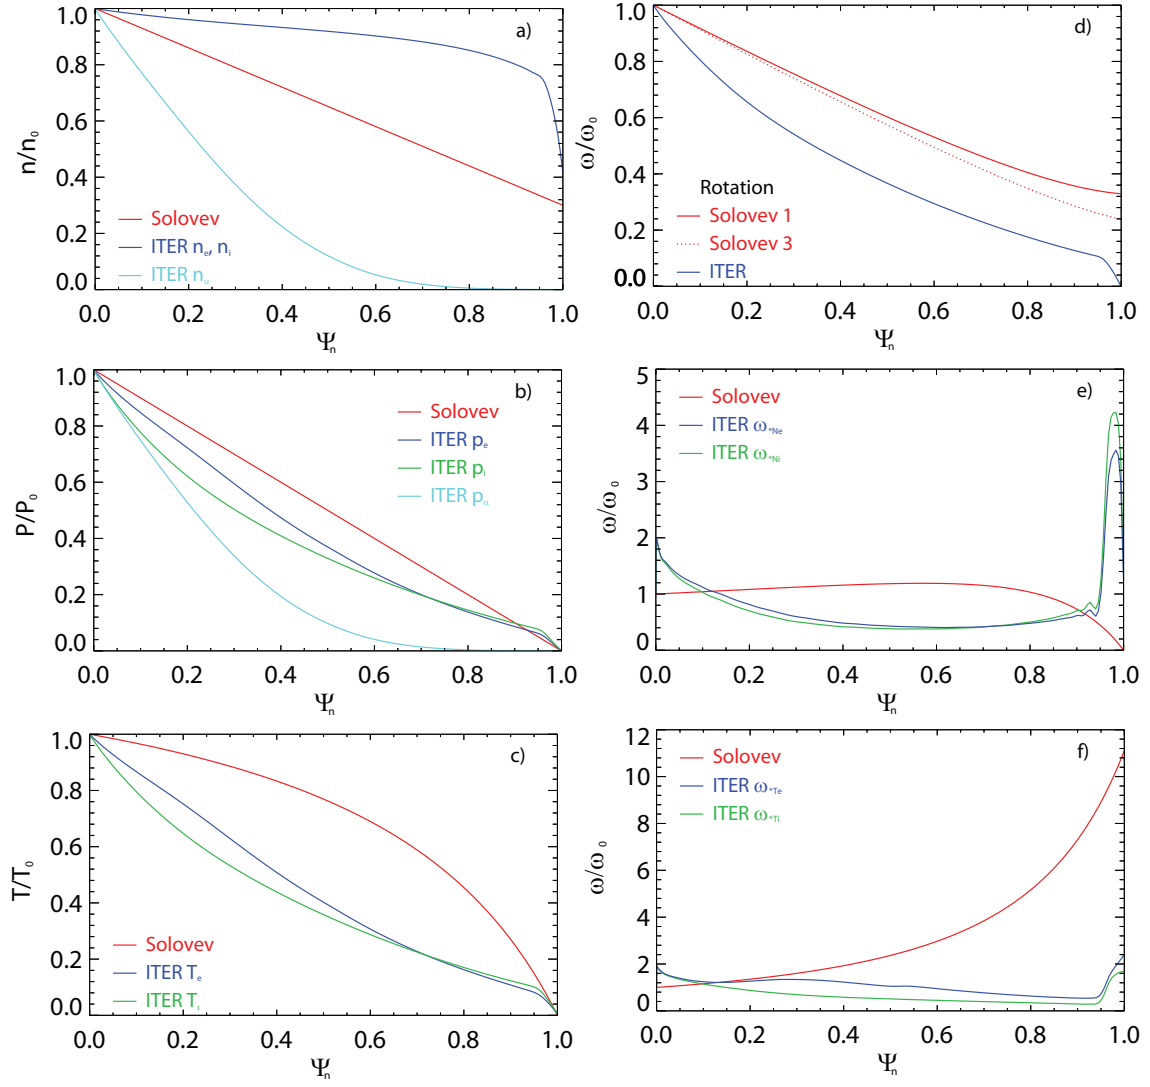 a)
n/n₀
1.0
0.8
0.6
0.4
0.2
0.0
Solovev
ITER nₑ, nᵢ
ITER n_α
0.0 0.2 0.4 0.6 0.8 1.0
Ψₙ
d)
ω/ω₀
1.0
0.8
0.6
0.4
0.2
0.0
Rotation
Solovev 1
Solovev 3
ITER
0.0 0.2 0.4 0.6 0.8 1.0
Ψₙ
b)
P/P₀
1.0
0.8
0.6
0.4
0.2
0.0
Solovev
ITER pₑ
ITER pᵢ
ITER p_α
0.0 0.2 0.4 0.6 0.8 1.0
Ψₙ
e)
ω/ω₀
5
4
3
2
1
0
Solovev
ITER ω*Ne
ITER ω*Ni
0.0 0.2 0.4 0.6 0.8 1.0
Ψₙ
c)
T/T₀
1.0
0.8
0.6
0.4
0.2
0.0
Solovev
ITER Tₑ
ITER Tᵢ
0.0 0.2 0.4 0.6 0.8 1.0
Ψₙ
f)
ω/ω₀
12
10
8
6
4
2
0
Solovev
ITER ω*Te
ITER ω*Ti
0.0 0.2 0.4 0.6 0.8 1.0
Ψₙ